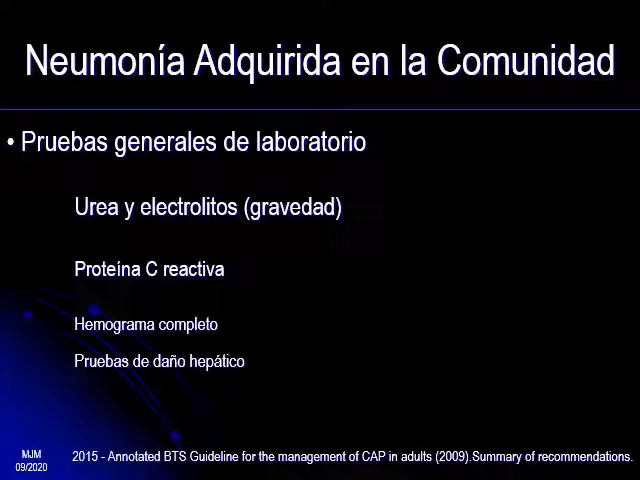 Neumonía Adquirida en la Comunidad
• Pruebas generales de laboratorio
Urea y electrolitos (gravedad)
Proteína C reactiva
Hemograma completo
Pruebas de daño hepático
MJM
09/2020
2015 - Annotated BTS Guideline for the management of CAP in adults (2009).Summary of recommendations.